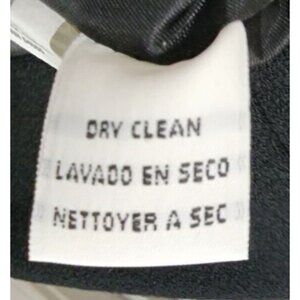 DRY CLEAN
LAVADO EN SECO
NETTOYER A SEC